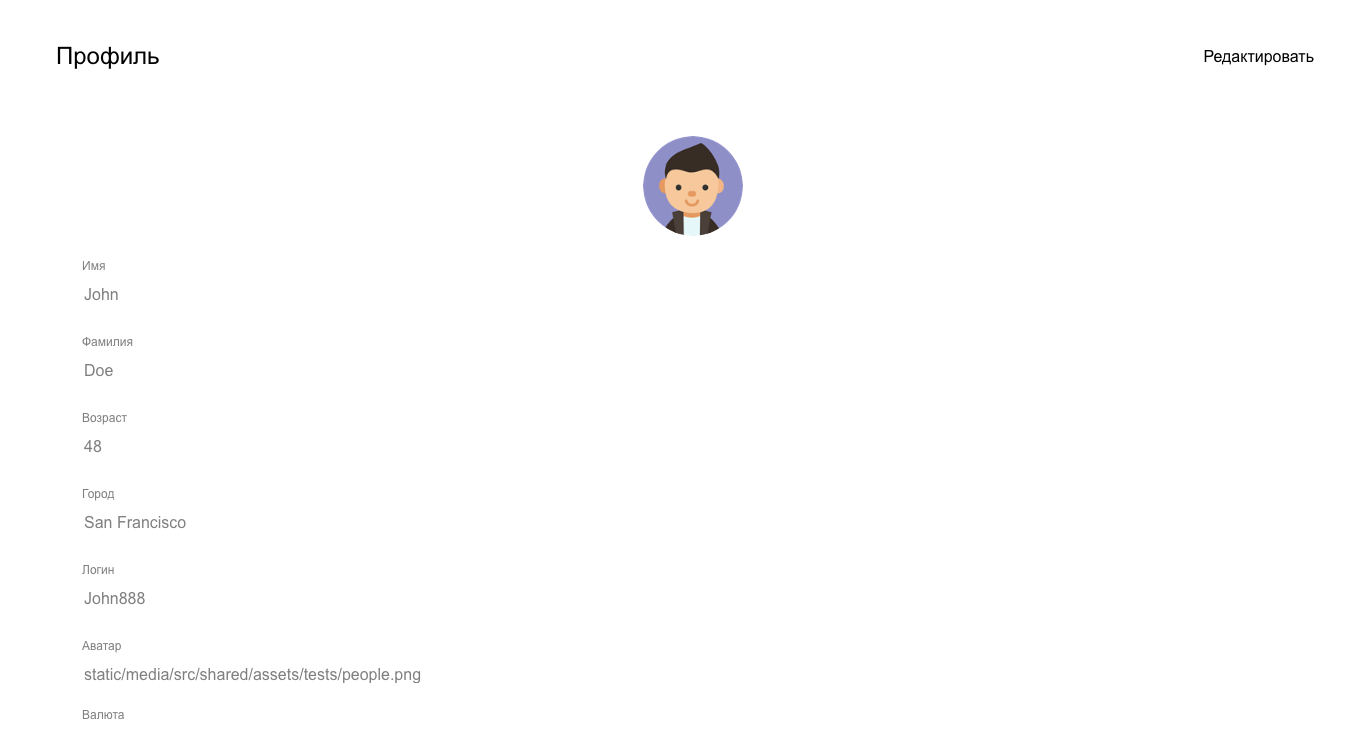 Профиль
Редактировать
Имя
John
Фамилия
Doe
Возраст
48
Город
San Francisco
Логин
John888
Аватар
static/media/src/shared/assets/tests/people.png
Валюта